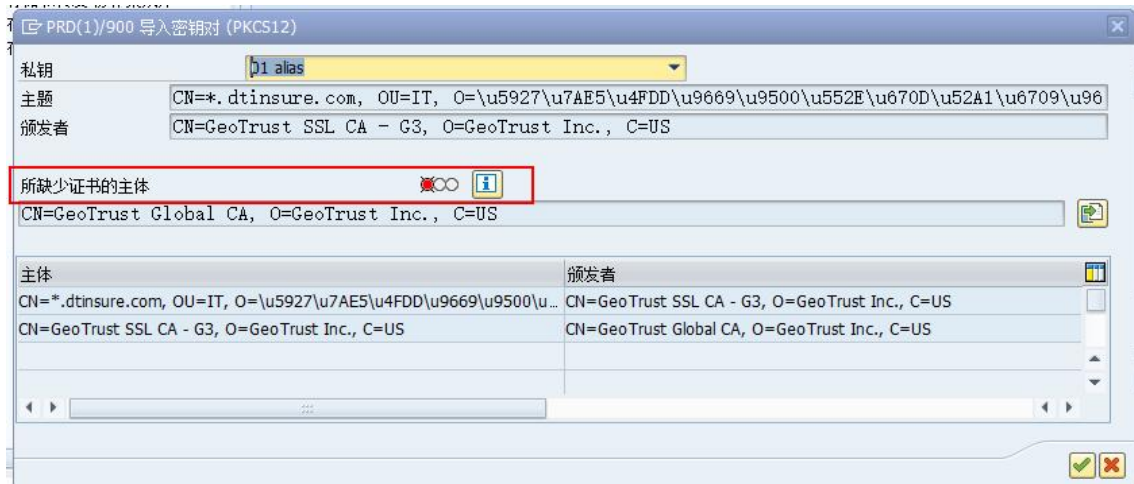 PRD(1)/900 导入密钥对 (PKCS12)
私钥 01 alias
主题 CN=*.dtinsure.com, OU=IT, O=\u5927\u7AE5\u4FDD\u9669\u9500\u552E\u670D\u52A1\u6709\u96
颁发者 CN=GeoTrust SSL CA - G3, O=GeoTrust Inc., C=US
所缺少证书的主体
CN=GeoTrust Global CA, O=GeoTrust Inc., C=US
主体 颁发者
CN=*.dtinsure.com, OU=IT, O=\u5927\u7AE5\u4FDD\u9669\u9500\u... CN=GeoTrust SSL CA - G3, O=GeoTrust Inc., C=US
CN=GeoTrust SSL CA - G3, O=GeoTrust Inc., C=US CN=GeoTrust Global CA, O=GeoTrust Inc., C=US